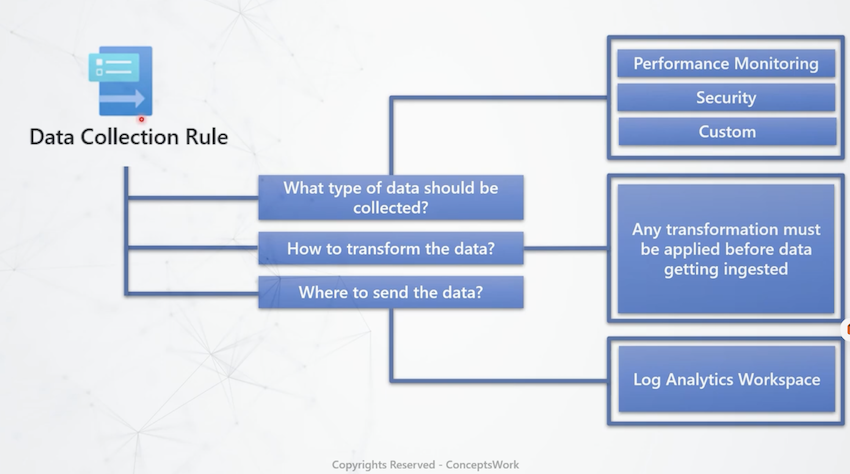 Data Collection Rule
What type of data should be
collected?
How to transform the data?
Where to send the data?
Performance Monitoring
Security
Custom
Any transformation must
be applied before data
getting ingested
Log Analytics Workspace
Copyrights Reserved - ConceptsWork